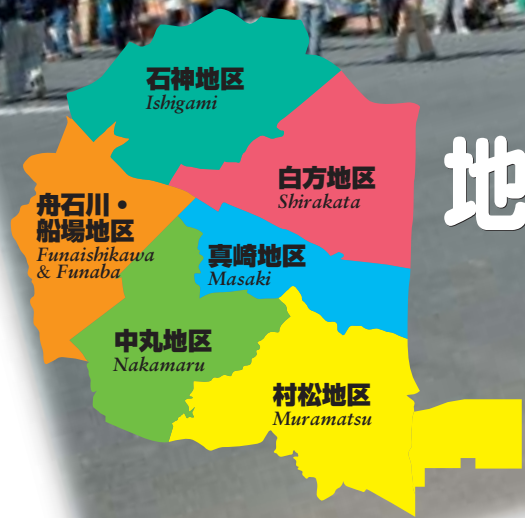 石神地区
Ishigami
白方地区
Shirakata
地
舟石川・
船場地区
Funaishikawa
& Funaba
真崎地区
Masaki
中丸地区
Nakamaru
村松地区
Muramatsu